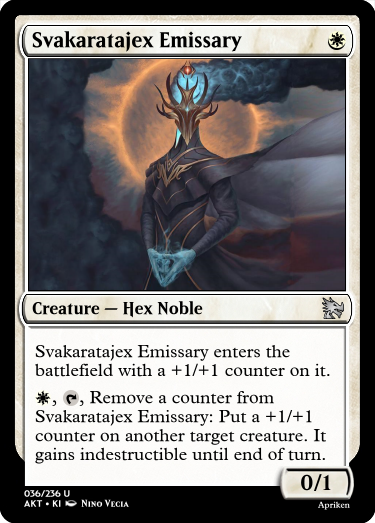 Svakaratajex Emissary
Creature — Hex Noble
Svakaratajex Emissary enters the
battlefield with a +1/+1 counter on it.
, , Remove a counter from
Svakaratajex Emissary: Put a +1/+1
counter on another target creature. It
gains indestructible until end of turn.
0/1
036/236 U
AKT • KI Nino Vecia
Apriken